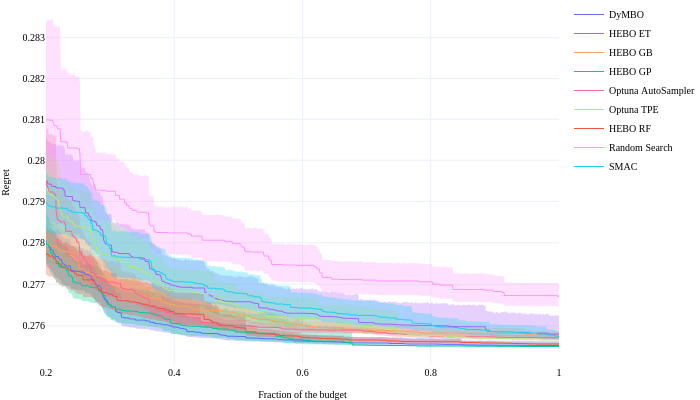 0.283
0.282
0.281
0.28
0.279
0.278
0.277
0.276
Regret
0.2
0.4
0.6
0.8
1
Fraction of the budget
DyMBO
HEBO ET
HEBO GB
HEBO GP
Optuna AutoSampler
Optuna TPE
HEBO RF
Random Search
SMAC